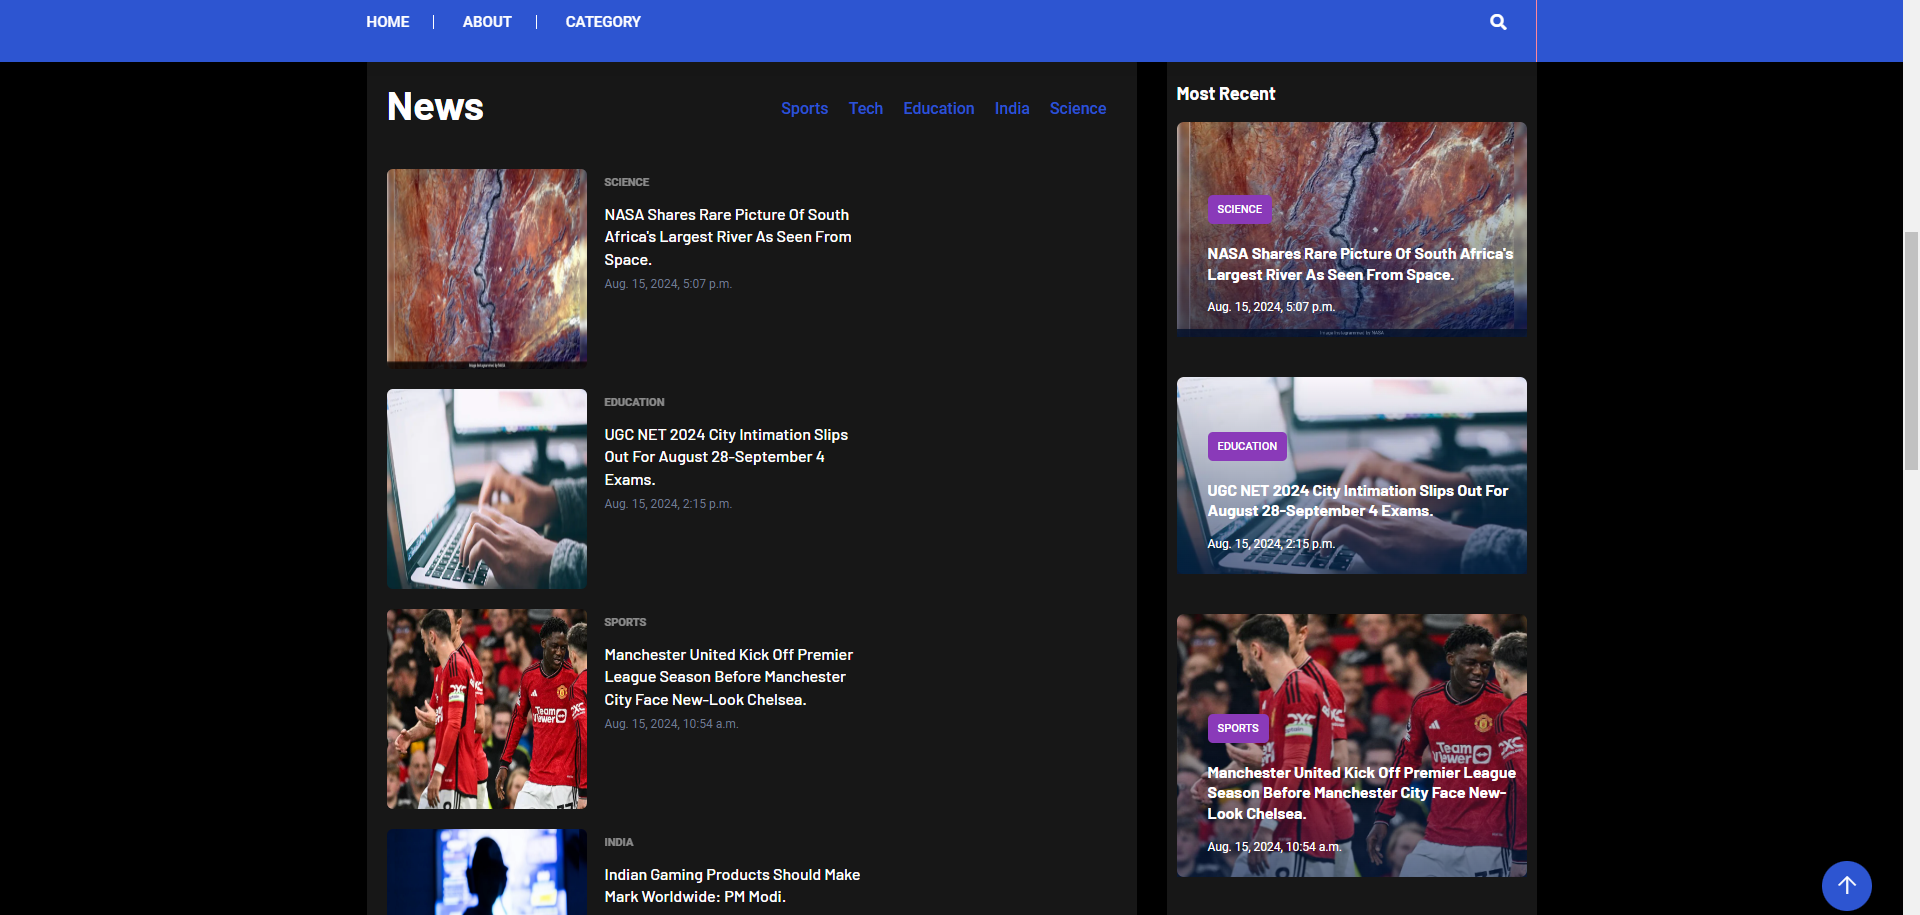 HOME
ABOUT
CATEGORY
News
Sports
Tech
Education
India
Science
SCIENCE
NASA Shares Rare Picture Of South
Africa's Largest River As Seen From
Space.
Aug. 15, 2024, 5:07 p.m.
EDUCATION
UGC NET 2024 City Intimation Slips
Out For August 28-September 4
Exams.
Aug. 15, 2024, 2:15 p.m.
SPORTS
Manchester United Kick Off Premier
League Season Before Manchester
City Face New-Look Chelsea.
Aug. 15, 2024, 10:54 a.m.
TeamViewer
INDIA
Indian Gaming Products Should Make
Mark Worldwide: PM Modi.
Most Recent
SCIENCE
NASA Shares Rare Picture Of South Africa's
Largest River As Seen From Space.
Aug. 15, 2024, 5:07 p.m.
EDUCATION
UGC NET 2024 City Intimation Slips Out For
August 28-September 4 Exams.
Aug. 15, 2024, 2:15 p.m.
SPORTS
TeamViewer
Manchester United Kick Off Premier League
Season Before Manchester City Face New-
Look Chelsea.
Aug. 15, 2024, 10:54 a.m.